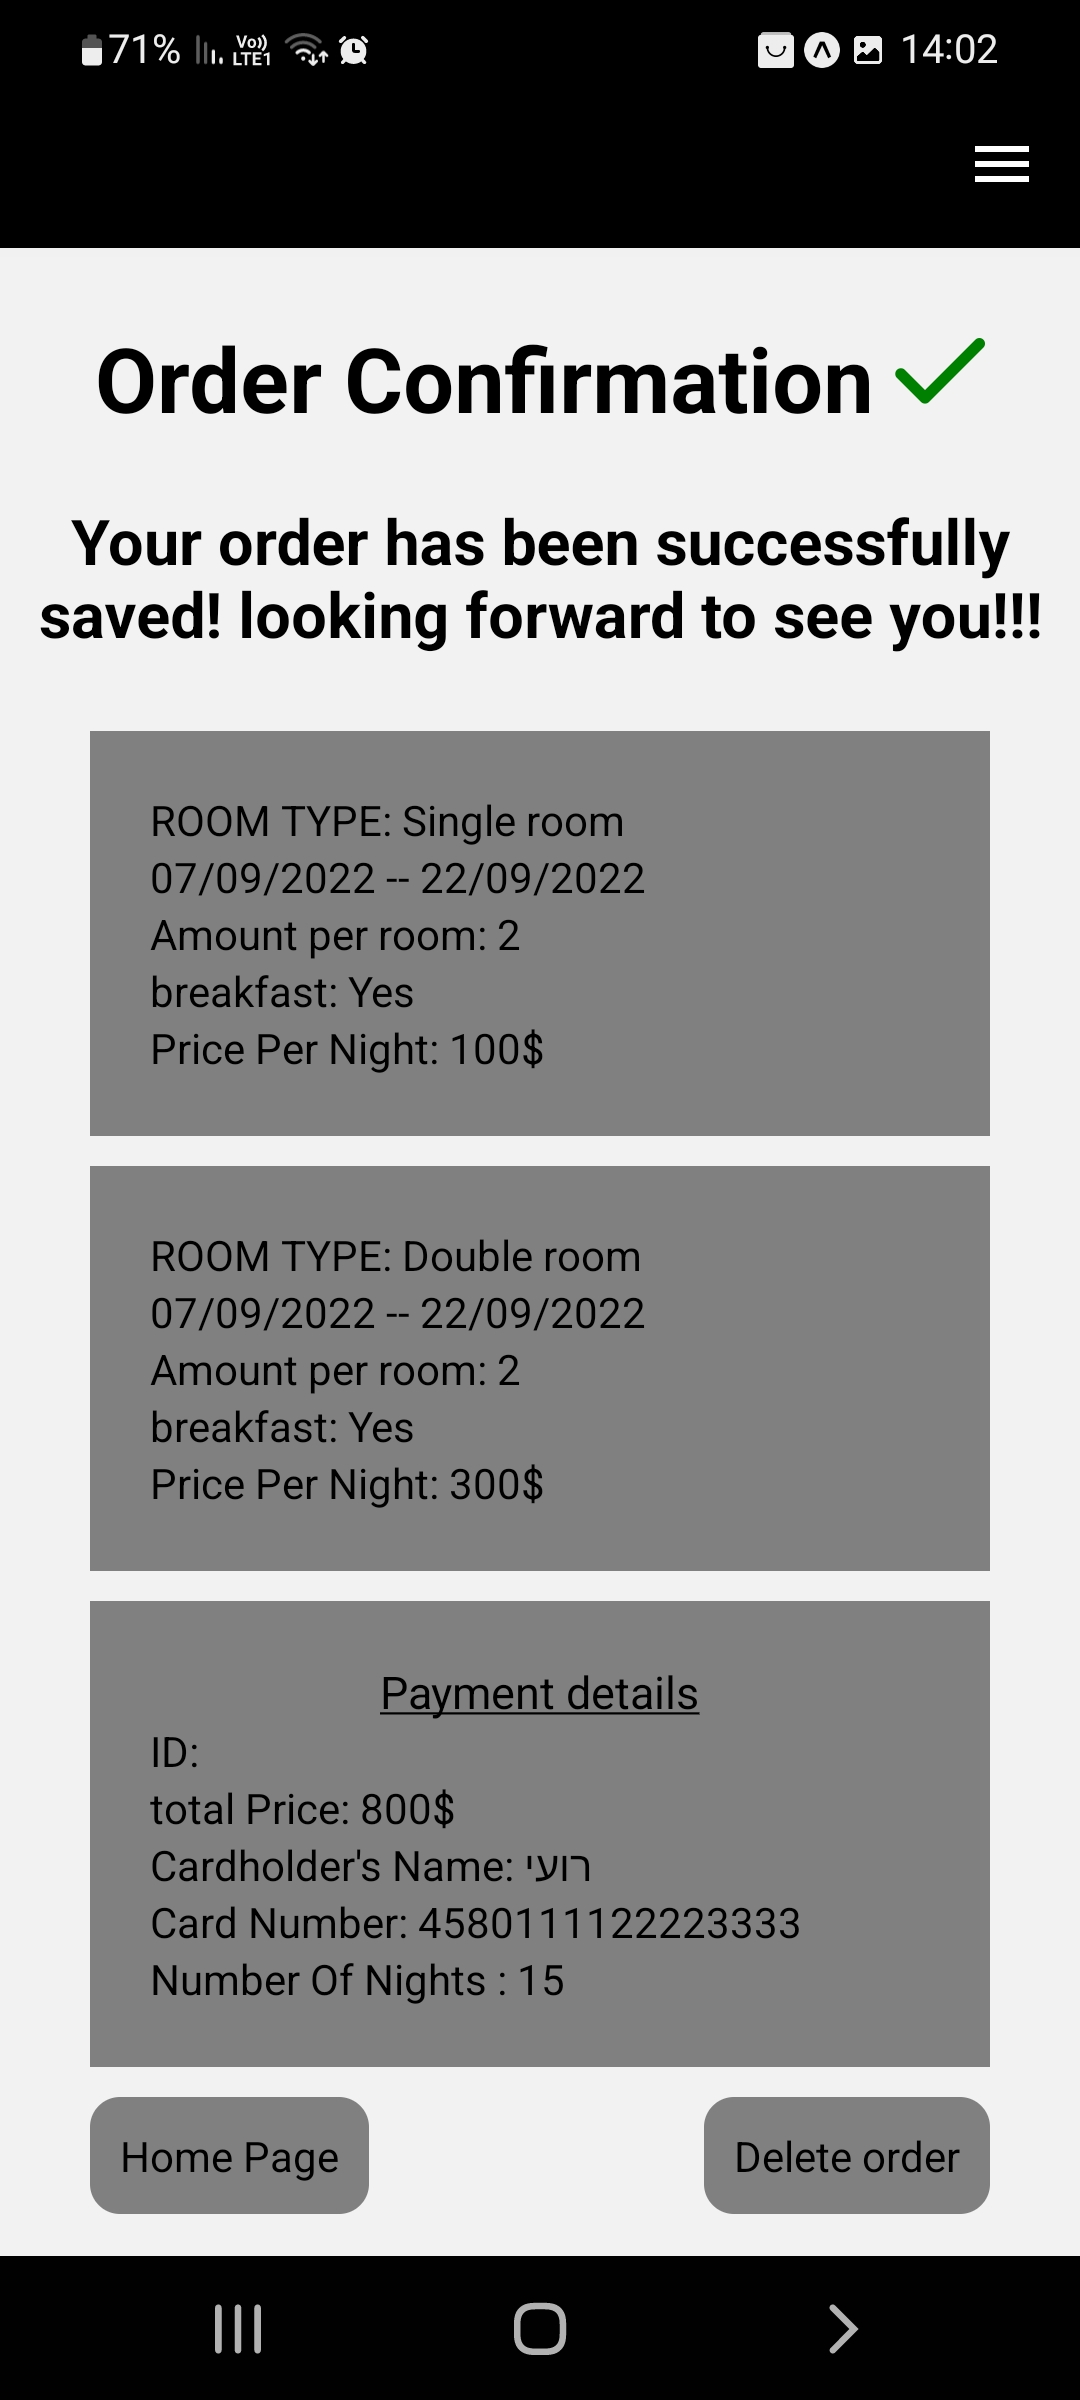 71% Vo)) LTE1 14:02
Order Confirmation
Your order has been successfully
saved! looking forward to see you!!!
ROOM TYPE: Single room
07/09/2022 -- 22/09/2022
Amount per room: 2
breakfast: Yes
Price Per Night: 100$
ROOM TYPE: Double room
07/09/2022 -- 22/09/2022
Amount per room: 2
breakfast: Yes
Price Per Night: 300$
Payment details
ID:
total Price: 800$
Cardholder's Name: רועי
Card Number: 4580111122223333
Number Of Nights : 15
Home Page
Delete order